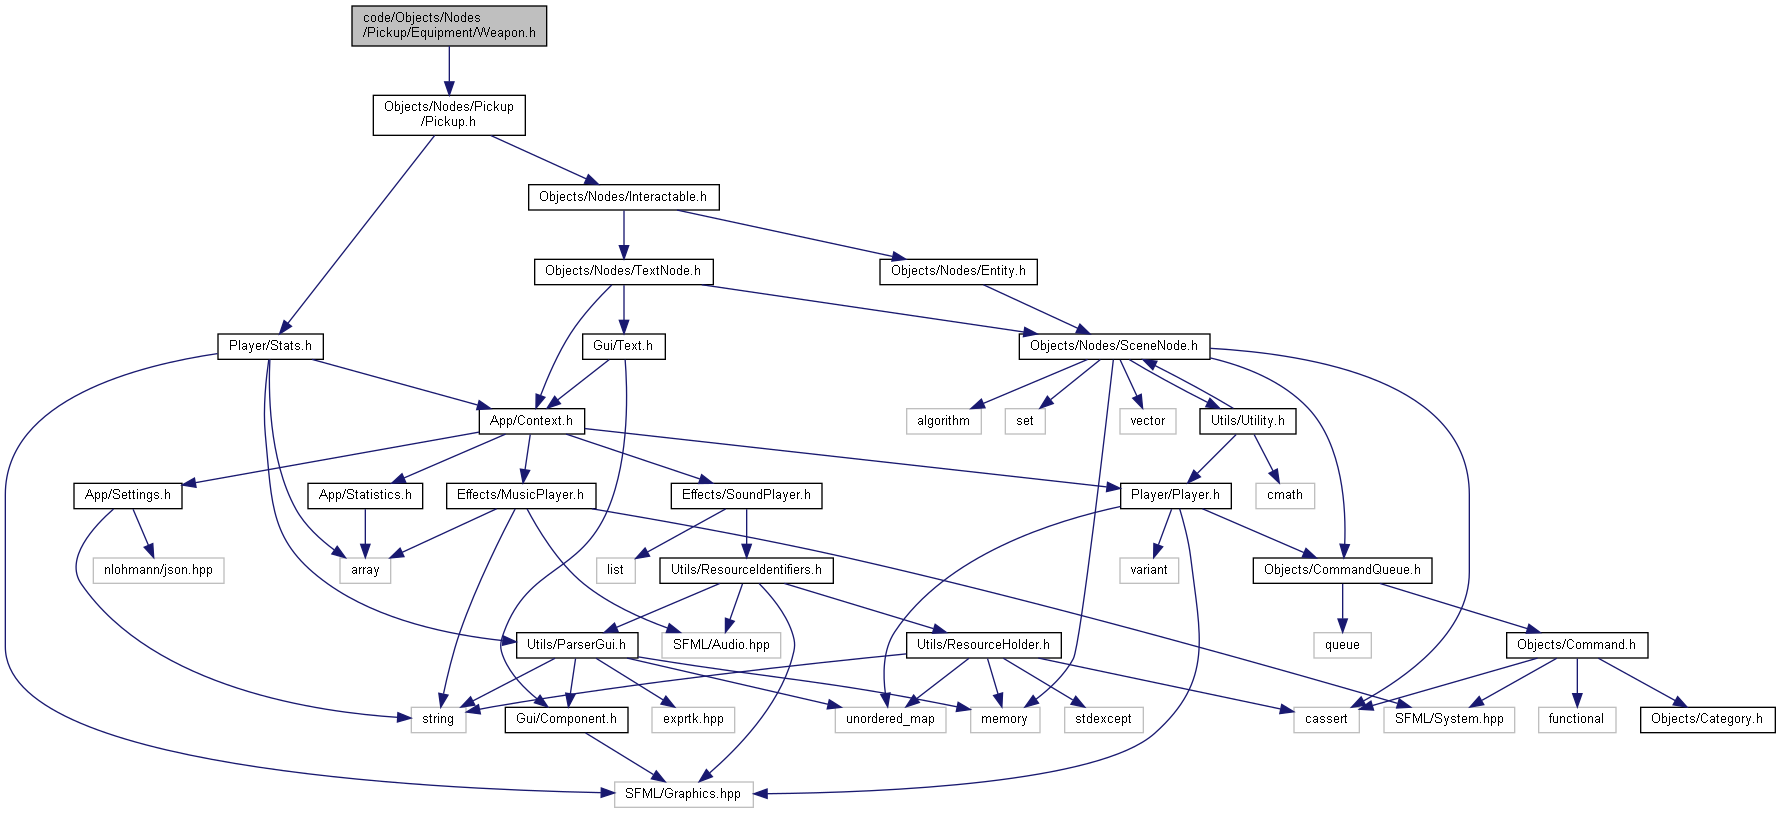 code/Objects/Nodes
/Pickup/Equipment/Weapon.h
Objects/Nodes/Pickup
/Pickup.h
Objects/Nodes/Interactable.h
Objects/Nodes/TextNode.h
Objects/Nodes/Entity.h
Player/Stats.h
Gui/Text.h
Objects/Nodes/SceneNode.h
App/Context.h
algorithm
set
vector
Utils/Utility.h
App/Settings.h
App/Statistics.h
Effects/MusicPlayer.h
Effects/SoundPlayer.h
Player/Player.h
cmath
nlohmann/json.hpp
array
list
Utils/ResourceIdentifiers.h
variant
Objects/CommandQueue.h
Utils/ParserGui.h
SFML/Audio.hpp
Utils/ResourceHolder.h
queue
Objects/Command.h
string
Gui/Component.h
exprtk.hpp
unordered_map
memory
stdexcept
cassert
SFML/System.hpp
functional
Objects/Category.h
SFML/Graphics.hpp